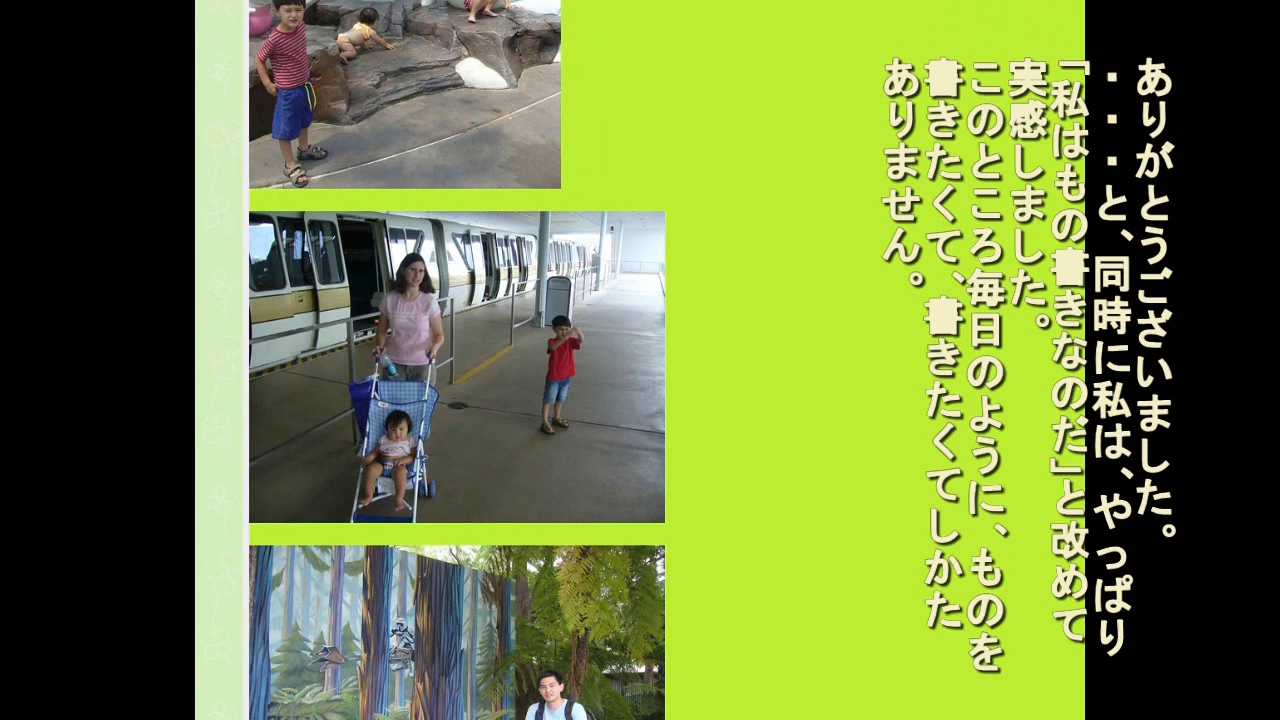 ありがとうございました。
・・・と、同時に私は、やっぱり
「私はもの書きなのだ」と改めて
実感しました。
このところ毎日のように、ものを
書きたくて、書きたくてしかた
ありません。